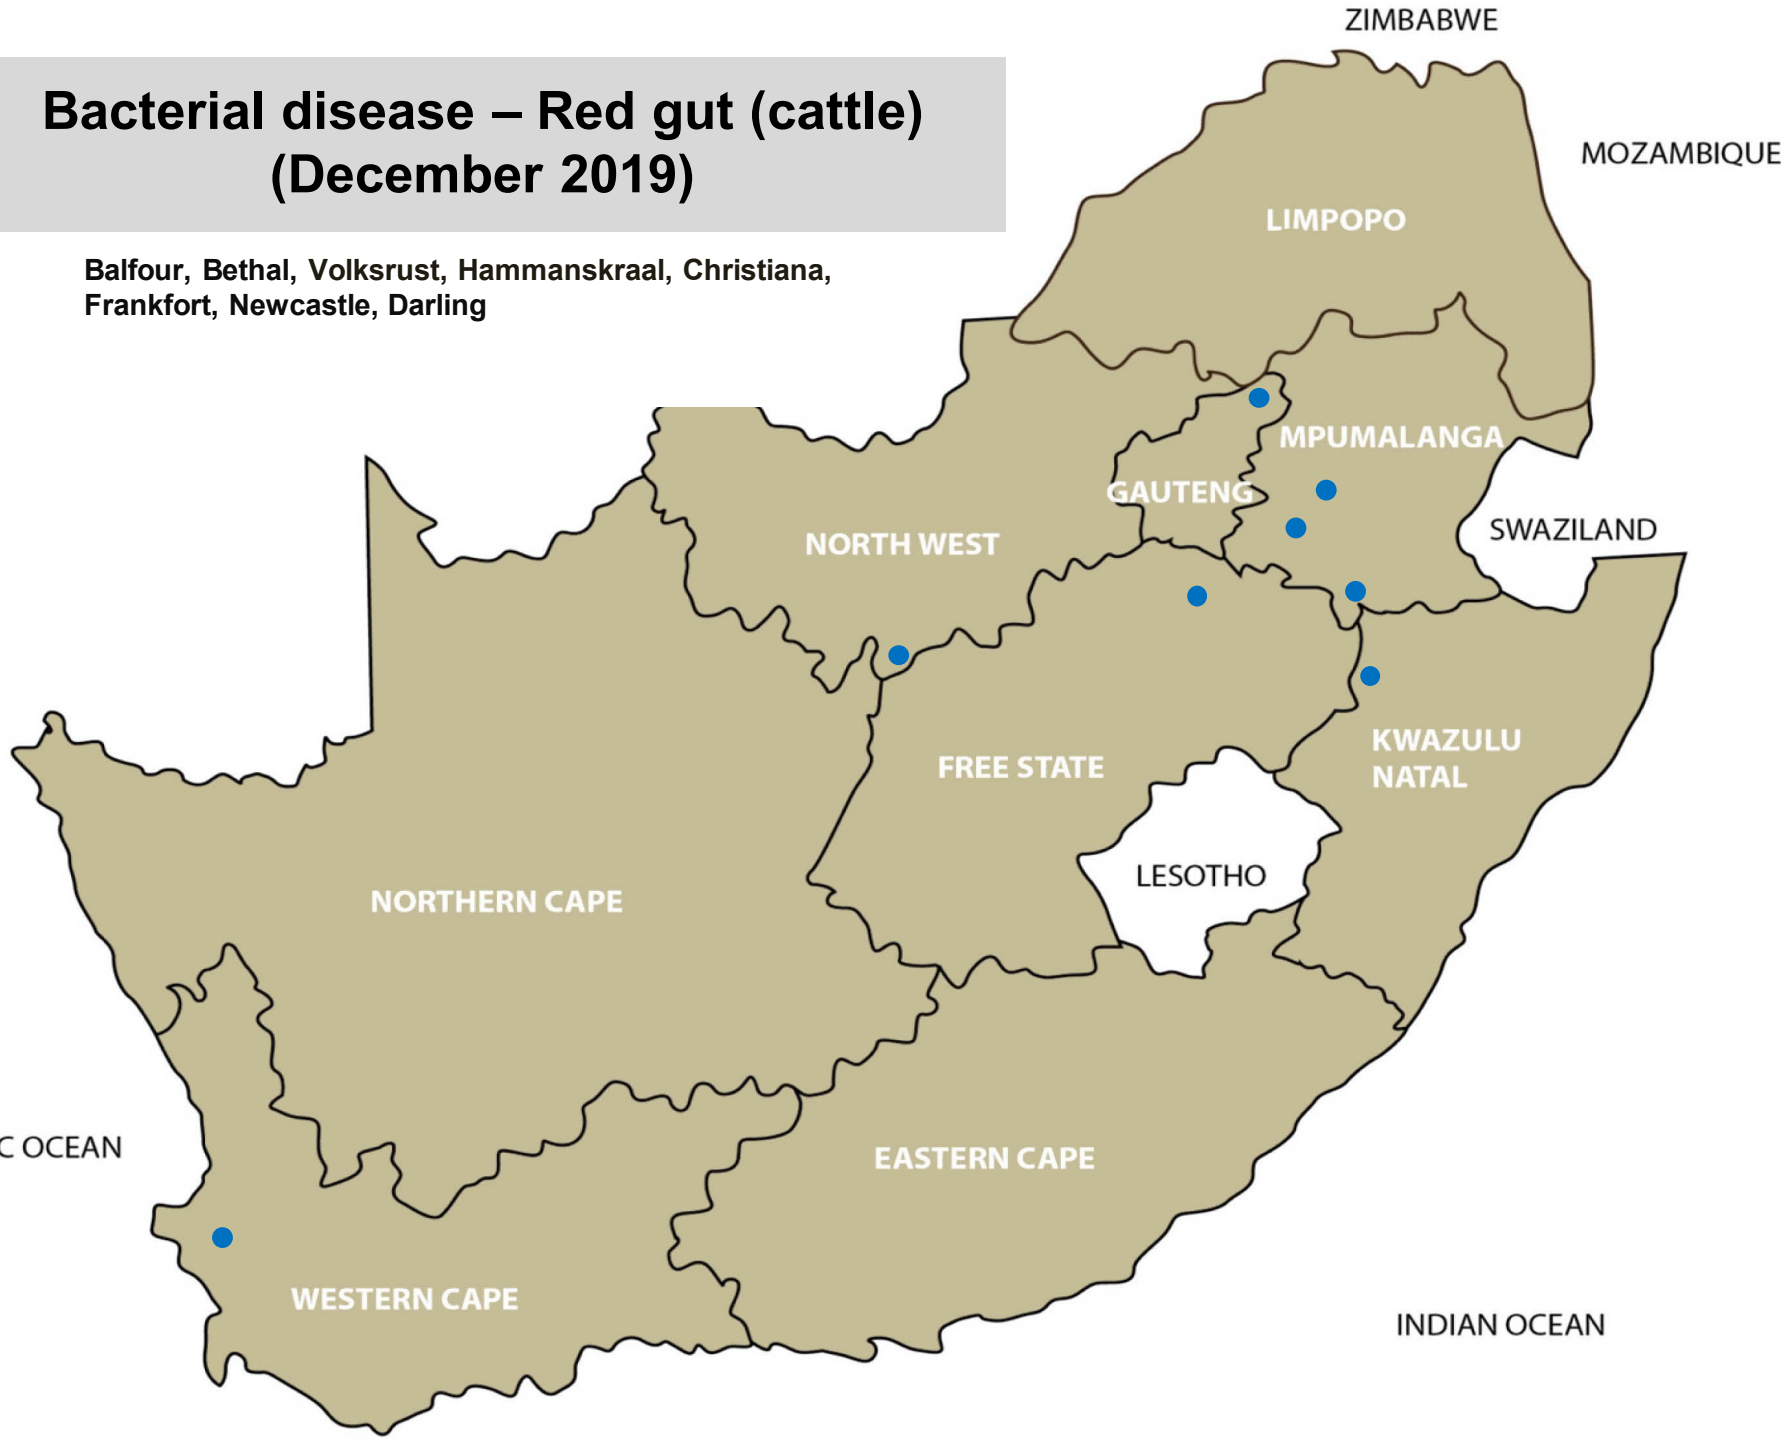 ZIMBABWE
Bacterial disease – Red gut (cattle)
(December 2019)
MOZAMBIQUE
LIMPOPO
Balfour, Bethal, Volksrust, Hammanskraal, Christiana,
Frankfort, Newcastle, Darling
MPUMALANGA
GAUTENG
SWAZILAND
NORTH WEST
KWAZULU
NATAL
FREE STATE
LESOTHO
NORTHERN CAPE
C OCEAN
EASTERN CAPE
WESTERN CAPE
INDIAN OCEAN